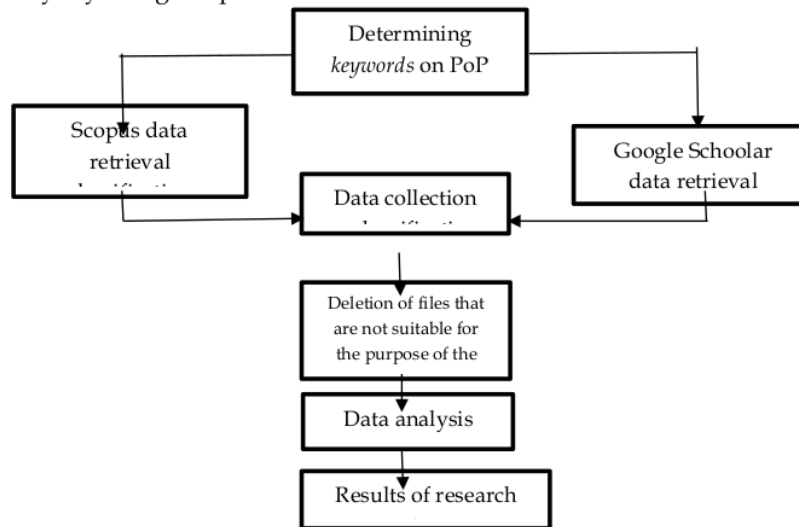 Determining
keywords on PoP
Scopus data
retrieval
Google Schoolar
data retrieval
Data collection
Deletion of files that
are not suitable for
the purpose of the
Data analysis
Results of research